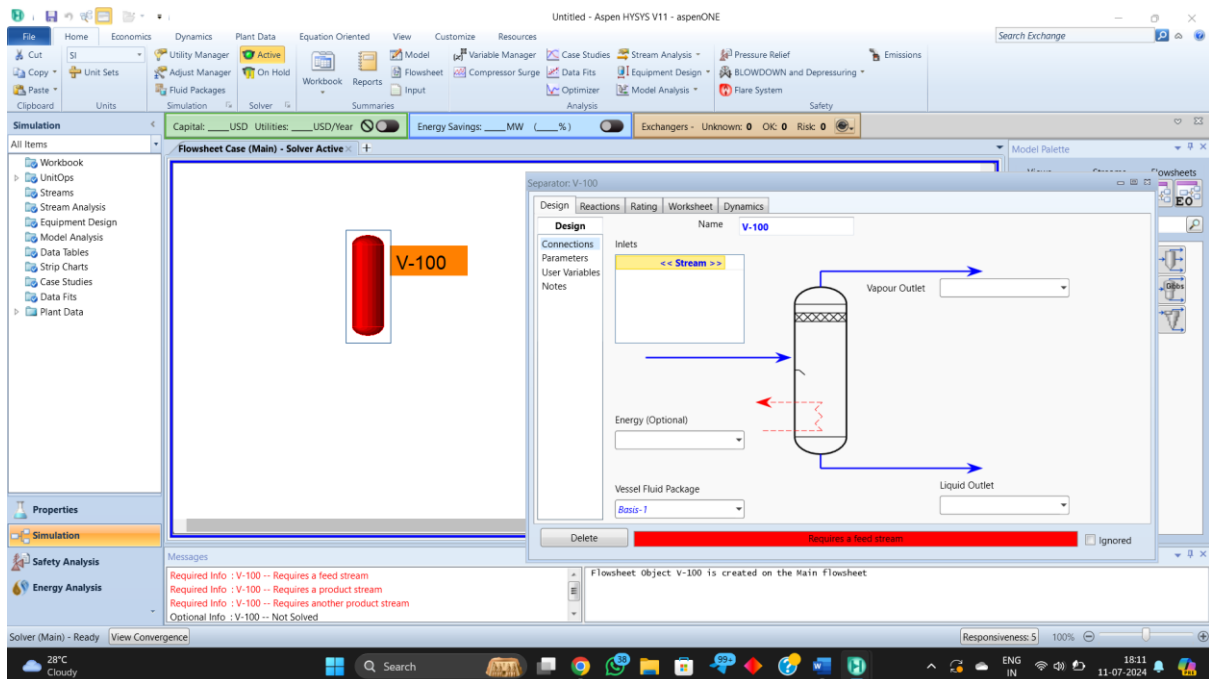 Untitled - Aspen HYSYS V11 - aspenONE
File Home Economics Dynamics Plant Data Equation Oriented View Customize Resources Search Exchange
Cut SI Utility Manager Active Model Variable Manager Case Studies Stream Analysis Pressure Relief Emissions
Copy Unit Sets Adjust Manager On Hold Workbook Reports Flowsheet Compressor Surge Data Fits Equipment Design BLOWDOWN and Depressuring
Paste Fluid Packages Input Optimizer Model Analysis Flare System
Clipboard Units Simulation Solver Summaries Analysis Safety
Simulation Capital: ____USD Utilities: ____USD/Year Energy Savings: ____MW (____%) Exchangers - Unknown: 0 OK: 0 Risk: 0
All Items Flowsheet Case (Main) - Solver Active + Model Palette
Workbook
UnitOps
Streams
Stream Analysis
Equipment Design
Model Analysis
Data Tables
Strip Charts
Case Studies
Data Fits
Plant Data
Properties
Simulation
Safety Analysis
Energy Analysis
V-100
Flowsheets
EO
Gibbs
Separator: V-100
Design Reactions Rating Worksheet Dynamics
Design Name V-100
Connections Inlets
Parameters << Stream >>
User Variables
Notes Vapour Outlet
Energy (Optional)
Vessel Fluid Package Liquid Outlet
Basis-1
Delete Requires a feed stream Ignored
Messages
Required Info : V-100 -- Requires a feed stream
Required Info : V-100 -- Requires a product stream
Required Info : V-100 -- Requires another product stream
Optional Info : V-100 -- Not Solved
Flowsheet Object V-100 is created on the Main flowsheet
Solver (Main) - Ready View Convergence Responsiveness: 5 100%
28°C
Cloudy
Search
38
99+
ENG
IN
18:11
11-07-2024